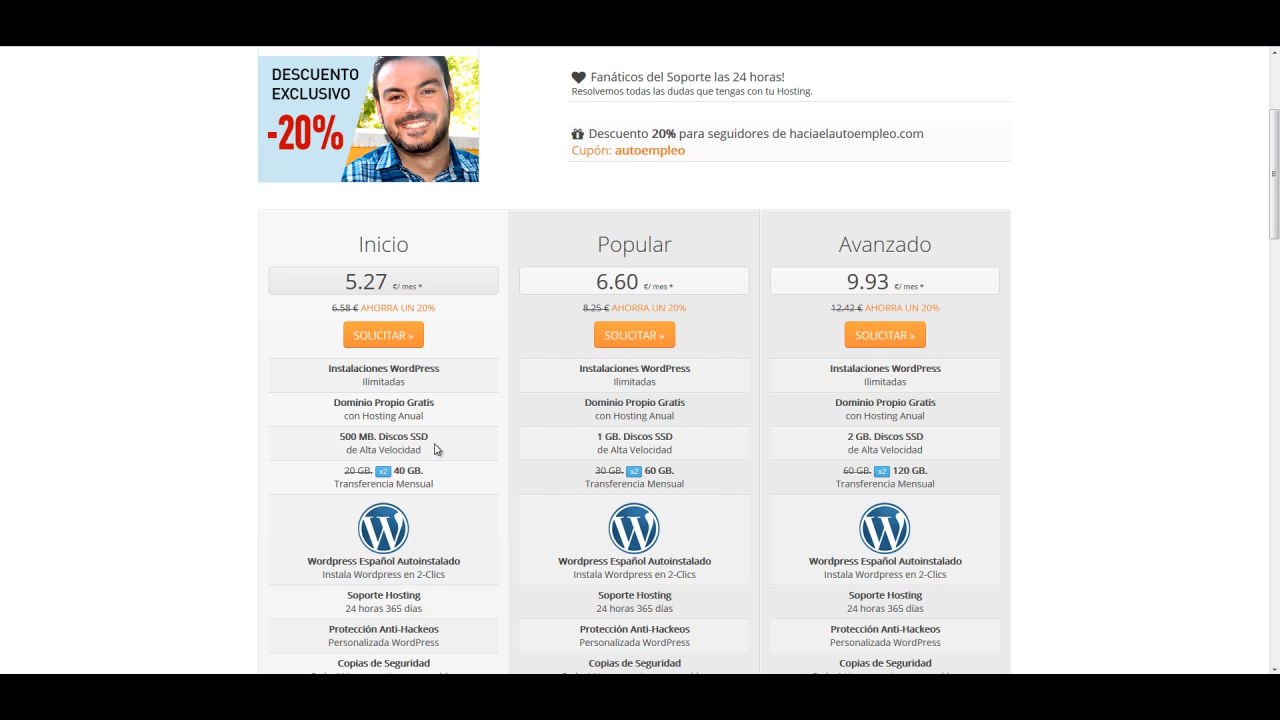 DESCUENTO
EXCLUSIVO
-20%
Fanáticos del Soporte las 24 horas!
Resolvemos todas las dudas que tengas con tu Hosting.
Descuento 20% para seguidores de haciaelautoempleo.com
Cupón: autoempleo
Inicio
5.27 €/ mes *
6.58 € AHORRA UN 20%
SOLICITAR »
Instalaciones WordPress
Ilimitadas
Dominio Propio Gratis
con Hosting Anual
500 MB. Discos SSD
de Alta Velocidad
20 GB. x2 40 GB.
Transferencia Mensual
Wordpress Español Autoinstalado
Instala Wordpress en 2-Clics
Soporte Hosting
24 horas 365 días
Protección Anti-Hackeos
Personalizada WordPress
Copias de Seguridad
Popular
6.60 €/ mes *
8.25 € AHORRA UN 20%
SOLICITAR »
Instalaciones WordPress
Ilimitadas
Dominio Propio Gratis
con Hosting Anual
1 GB. Discos SSD
de Alta Velocidad
30 GB. x2 60 GB.
Transferencia Mensual
Wordpress Español Autoinstalado
Instala Wordpress en 2-Clics
Soporte Hosting
24 horas 365 días
Protección Anti-Hackeos
Personalizada WordPress
Copias de Seguridad
Avanzado
9.93 €/ mes *
12.42 € AHORRA UN 20%
SOLICITAR »
Instalaciones WordPress
Ilimitadas
Dominio Propio Gratis
con Hosting Anual
2 GB. Discos SSD
de Alta Velocidad
60 GB. x2 120 GB.
Transferencia Mensual
Wordpress Español Autoinstalado
Instala Wordpress en 2-Clics
Soporte Hosting
24 horas 365 días
Protección Anti-Hackeos
Personalizada WordPress
Copias de Seguridad